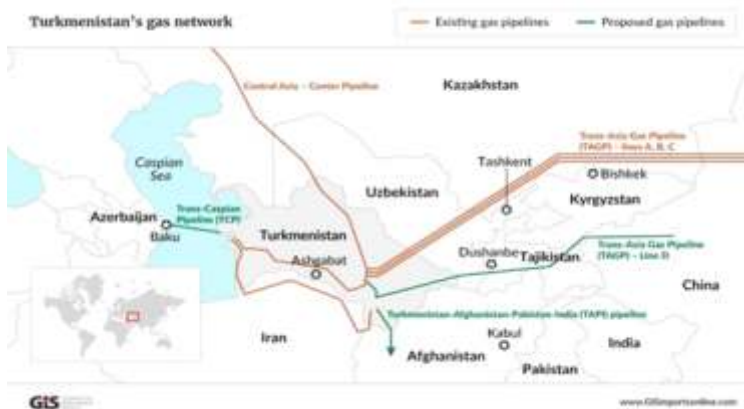 Turkmenistan's gas network
Existing gas pipelines
Proposed gas pipelines
Kazakhstan
Central Asia – Center Pipeline
Trans-Asia Gas Pipeline
(TAGP) – lines A, B, C
Caspian
Sea
Tashkent
Bishkek
Uzbekistan
Kyrgyzstan
Azerbaijan
Trans-Caspian
Pipeline (TCP)
Baku
Turkmenistan
Ashgabat
Dushanbe
Tajikistan
Trans-Asia Gas Pipeline
(TAGP) – Line D
China
Turkmenistan-Afghanistan-Pakistan-India (TAPI) pipeline
Iran
Kabul
India
Afghanistan
Pakistan
GIS
www.GISreportsonline.com